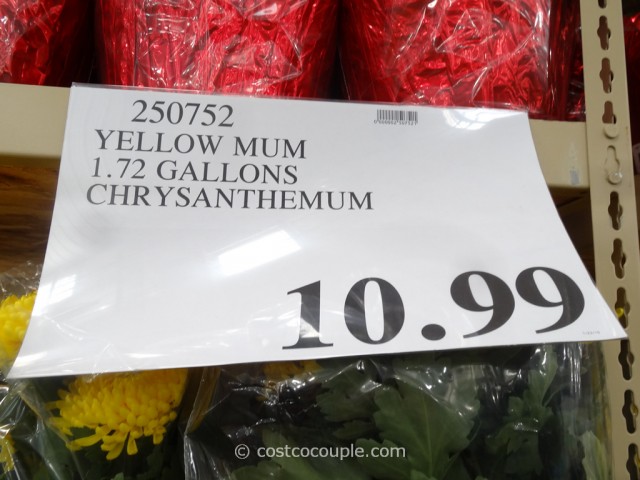 250752
YELLOW MUM
1.72 GALLONS
CHRYSANTHEMUM
10.99
© costcocouple.com